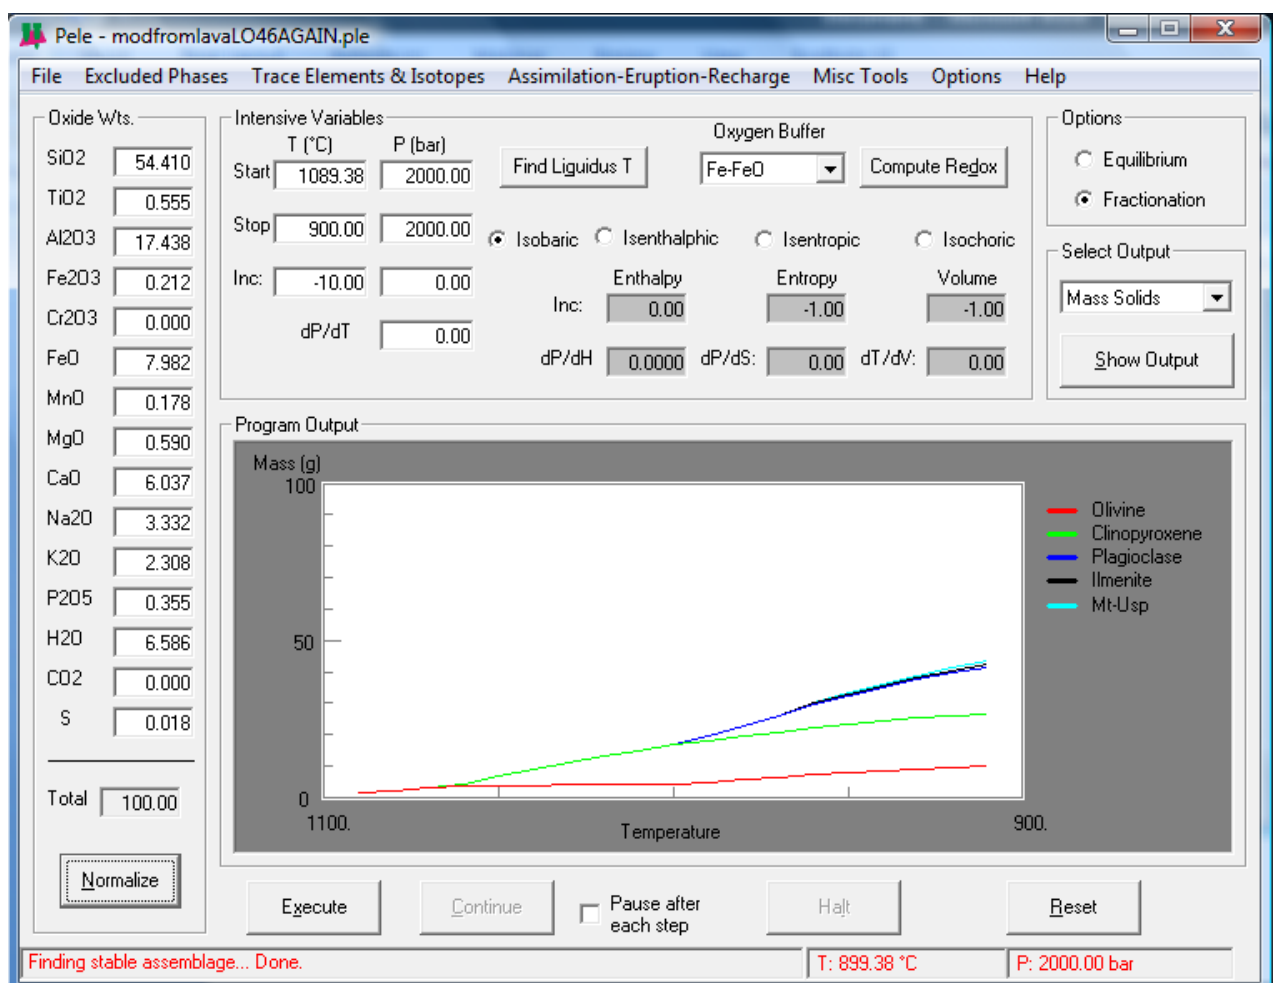 Pele - modfromlavaLO46AGAIN.ple
File Excluded Phases Trace Elements & Isotopes Assimilation-Eruption-Recharge Misc Tools Options Help
Oxide Wts.
SiO2 54.410
TiO2 0.555
Al2O3 17.438
Fe2O3 0.212
Cr2O3 0.000
FeO 7.982
MnO 0.178
MgO 0.590
CaO 6.037
Na2O 3.332
K2O 2.308
P2O5 0.355
H2O 6.586
CO2 0.000
S 0.018
Total 100.00
Normalize
Intensive Variables
T (°C) P (bar)
Start 1089.38 2000.00
Stop 900.00 2000.00
Inc: -10.00 0.00
dP/dT 0.00
Find Liquidus T
Oxygen Buffer
Fe-FeO
Compute Redox
Isobaric Isenthalphic Isentropic Isochoric
Enthalpy Entropy Volume
Inc: 0.00 -1.00 -1.00
dP/dH 0.0000 dP/dS: 0.00 dT/dV: 0.00
Options
Equilibrium
Fractionation
Select Output
Mass Solids
Show Output
Program Output
Mass (g)
100
50
0
1100.
Temperature
900.
Olivine
Clinopyroxene
Plagioclase
Ilmenite
Mt-Usp
Execute
Continue
Pause after
each step
Halt
Reset
Finding stable assemblage... Done.
T: 899.38 °C
P: 2000.00 bar